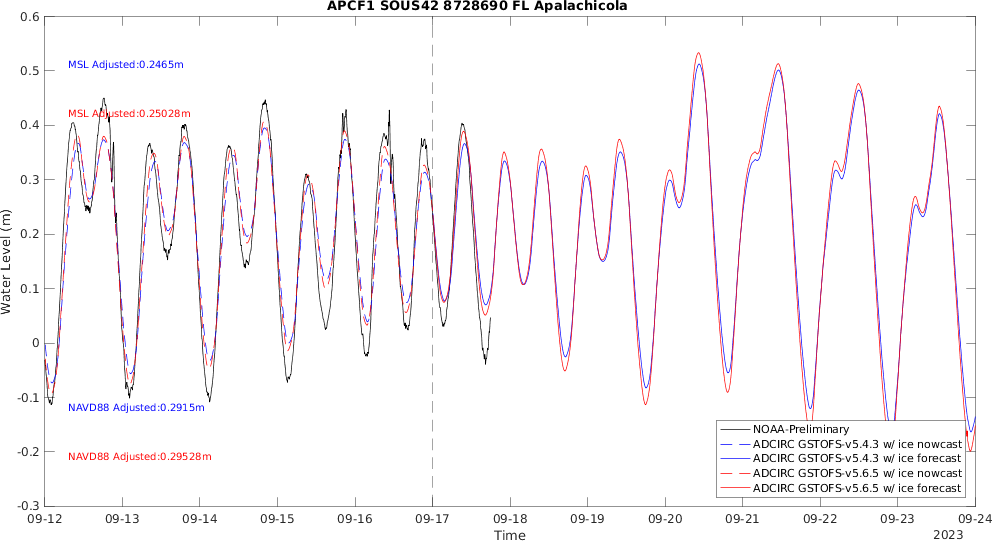 APCF1 SOUS42 8728690 FL Apalachicola
0.6
0.5
0.4
0.3
0.2
0.1
0
-0.1
-0.2
-0.3
Water Level (m)
MSL Adjusted:0.2465m
MSL Adjusted:0.25028m
NAVD88 Adjusted:0.2915m
NAVD88 Adjusted:0.29528m
NOAA-Preliminary
ADCIRC GSTOFS-v5.4.3 w/ ice nowcast
ADCIRC GSTOFS-v5.4.3 w/ ice forecast
ADCIRC GSTOFS-v5.6.5 w/ ice nowcast
ADCIRC GSTOFS-v5.6.5 w/ ice forecast
09-12 09-13 09-14 09-15 09-16 09-17 09-18 09-19 09-20 09-21 09-22 09-23 09-24
Time
2023